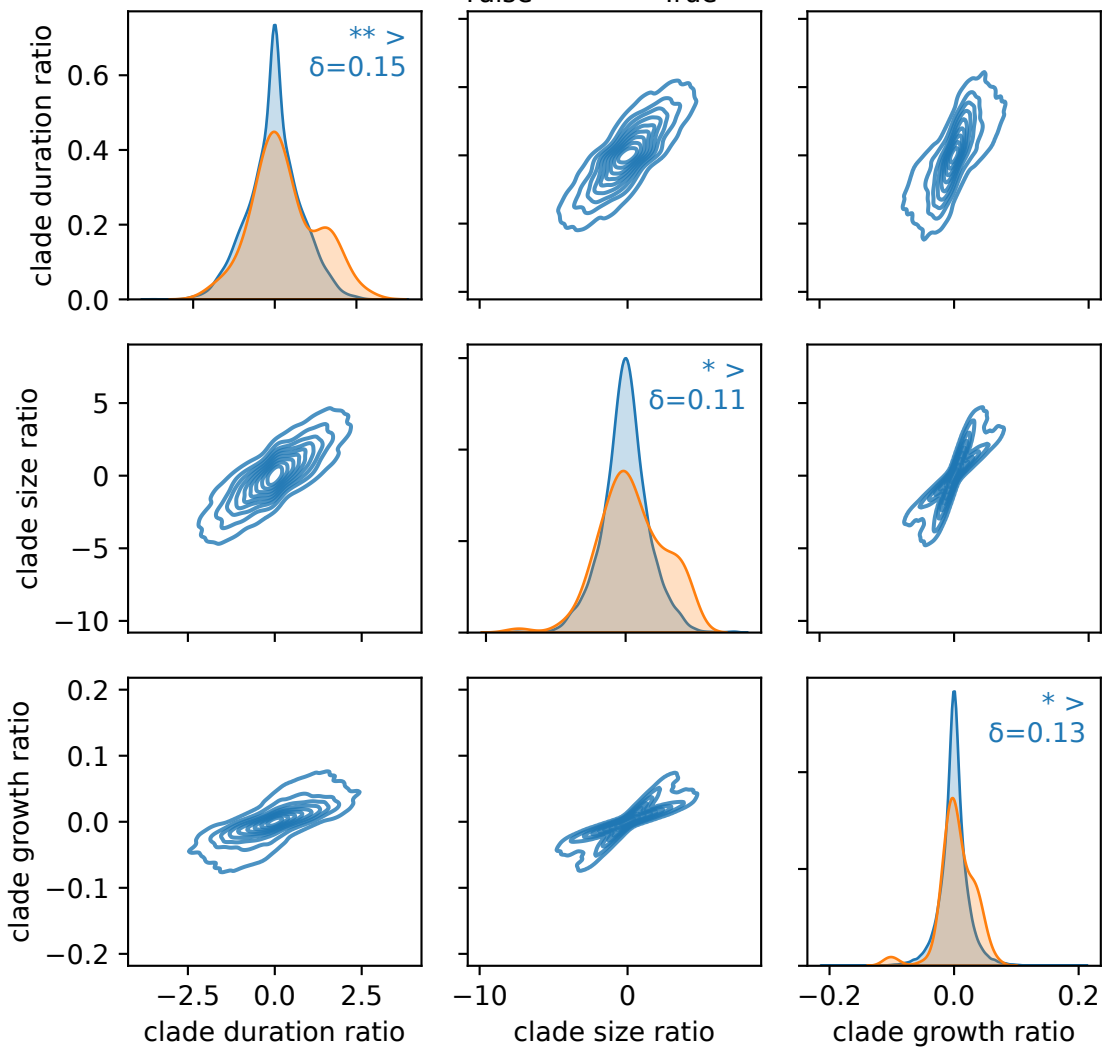 ** >
δ=0.15
clade duration ratio
0.6
0.4
0.2
0.0
* >
δ=0.11
clade size ratio
5
0
−5
−10
* >
δ=0.13
clade growth ratio
0.2
0.1
0.0
−0.1
−0.2
−2.5 0.0 2.5
−10 0
−0.2 0.0 0.2
clade duration ratio
clade size ratio
clade growth ratio